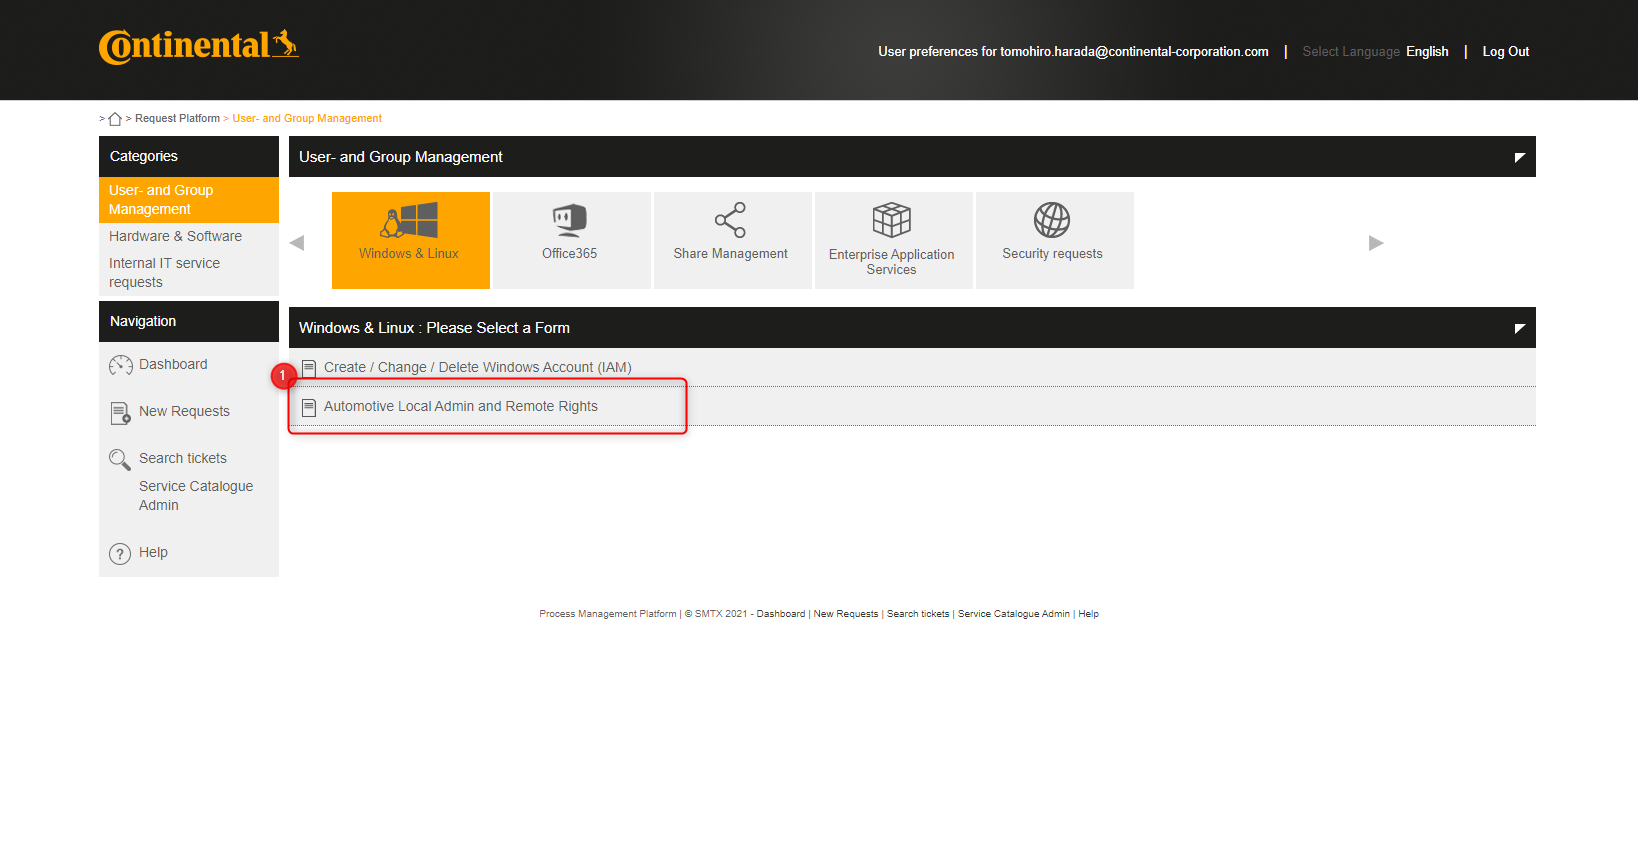 Continental
User preferences for tomohiro.harada@continental-corporation.com | Select Language English | Log Out
> > Request Platform > User- and Group Management
Categories
User- and Group
Management
Hardware & Software
Internal IT service
requests
Navigation
Dashboard
New Requests
Search tickets
Service Catalogue
Admin
Help
User- and Group Management
Windows & Linux
Office365
Share Management
Enterprise Application
Services
Security requests
Windows & Linux : Please Select a Form
Create / Change / Delete Windows Account (IAM)
1
Automotive Local Admin and Remote Rights
Process Management Platform | © SMTX 2021 - Dashboard | New Requests | Search tickets | Service Catalogue Admin | Help